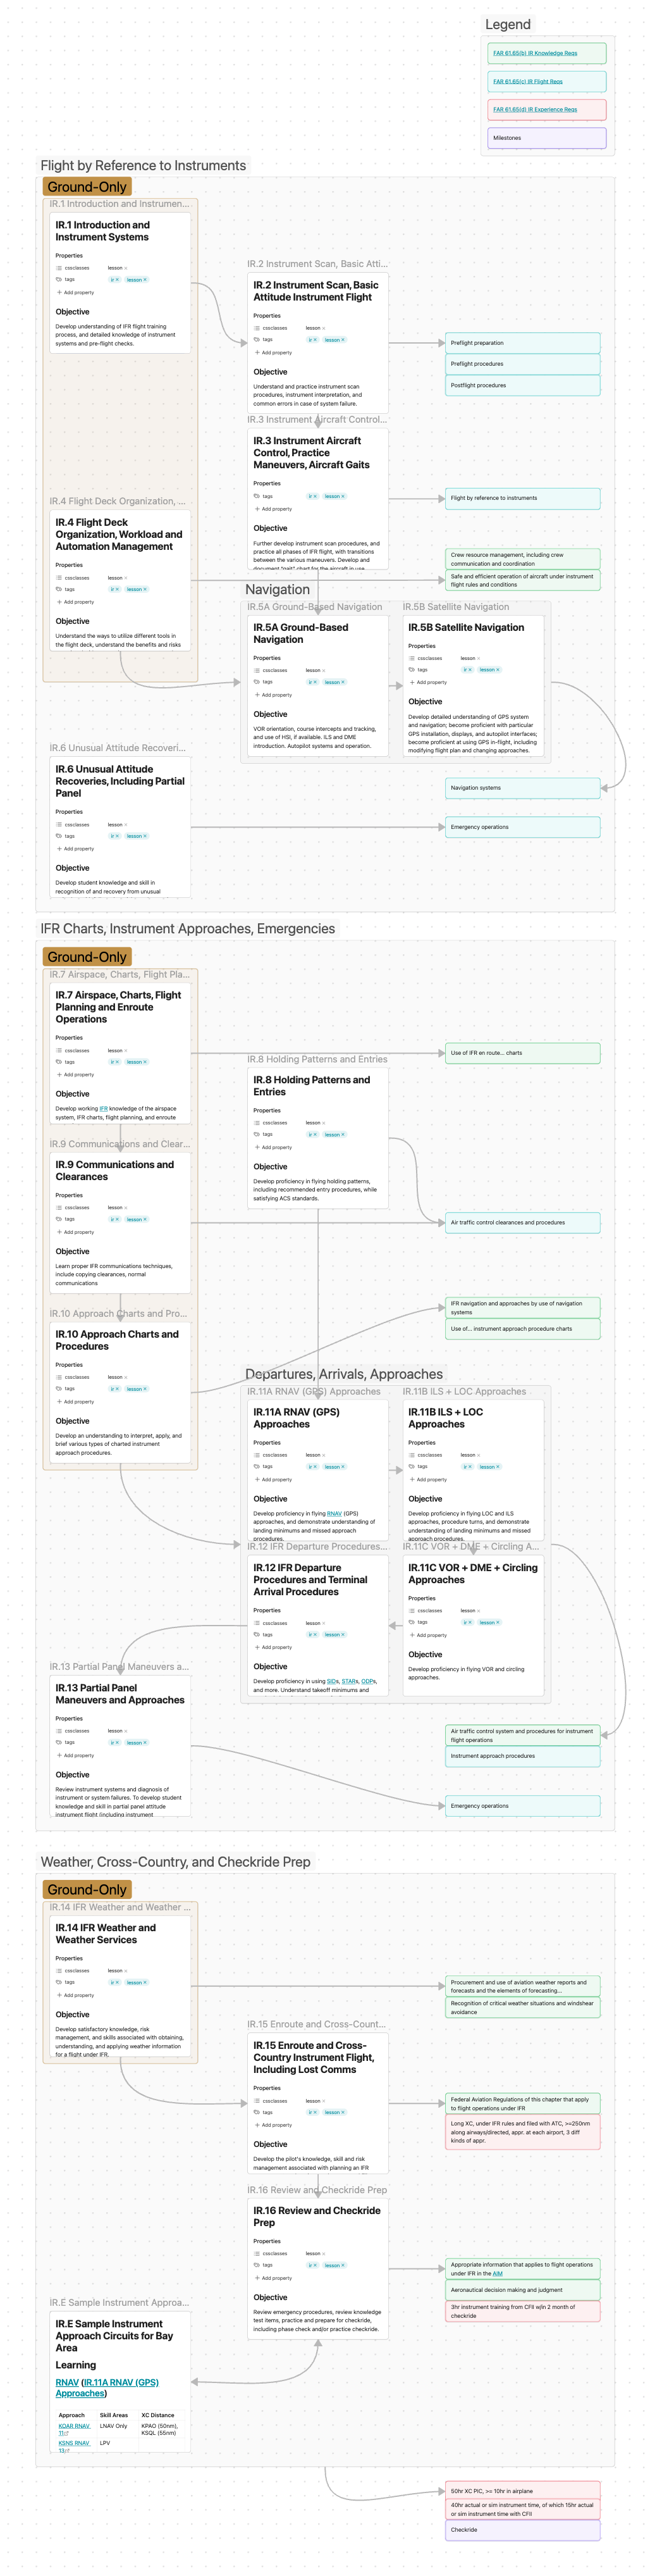 Legend
FAR 61.65(b) IR Knowledge Reqs
FAR 61.65(c) IR Flight Reqs
FAR 61.65(d) IR Experience Reqs
Milestones
Flight by Reference to Instruments
Ground-Only
IR.1 Introduction and Instrumen...
IR.1 Introduction and
Instrument Systems
Properties
cssclasses lesson ×
tags ir × lesson ×
+ Add property
Objective
Develop understanding of IFR flight training
process, and detailed knowledge of instrument
systems and pre-flight checks.
IR.2 Instrument Scan, Basic Atti...
IR.2 Instrument Scan, Basic
Attitude Instrument Flight
Properties
cssclasses lesson ×
tags ir × lesson ×
+ Add property
Objective
Understand and practice instrument scan
procedures, instrument interpretation, and
common errors in case of system failure.
Preflight preparation
Preflight procedures
Postflight procedures
IR.3 Instrument Aircraft Control...
IR.3 Instrument Aircraft
Control, Practice
Maneuvers, Aircraft Gaits
Properties
cssclasses lesson ×
tags ir × lesson ×
+ Add property
Objective
Further develop instrument scan procedures, and
practice all phases of IFR flight, with transitions
between the various maneuvers. Develop and
document "gait" chart for the aircraft in use.
Flight by reference to instruments
IR.4 Flight Deck Organization, ...
IR.4 Flight Deck
Organization, Workload and
Automation Management
Properties
cssclasses lesson ×
tags ir × lesson ×
+ Add property
Objective
Understand the ways to utilize different tools in
the flight deck, understand the benefits and risks
Crew resource management, including crew
communication and coordination
Safe and efficient operation of aircraft under instrument
flight rules and conditions
Navigation
IR.5A Ground-Based Navigation
IR.5A Ground-Based
Navigation
Properties
cssclasses lesson ×
tags ir × lesson ×
+ Add property
Objective
VOR orientation, course intercepts and tracking,
and use of HSI, if available. ILS and DME
introduction. Autopilot systems and operation.
IR.5B Satellite Navigation
IR.5B Satellite Navigation
Properties
cssclasses lesson ×
tags ir × lesson ×
+ Add property
Objective
Develop detailed understanding of GPS system
and navigation; become proficient with particular
GPS installation, displays, and autopilot interfaces;
become proficient at using GPS in-flight, including
modifying flight plan and changing approaches.
Navigation systems
IR.6 Unusual Attitude Recoveri...
IR.6 Unusual Attitude
Recoveries, Including Partial
Panel
Properties
cssclasses lesson ×
tags ir × lesson ×
+ Add property
Objective
Develop student knowledge and skill in
recognition of and recovery from unusual
Emergency operations
IFR Charts, Instrument Approaches, Emergencies
Ground-Only
IR.7 Airspace, Charts, Flight Pla...
IR.7 Airspace, Charts, Flight
Planning and Enroute
Operations
Properties
cssclasses lesson ×
tags ir × lesson ×
+ Add property
Objective
Develop working IFR knowledge of the airspace
system, IFR charts, flight planning, and enroute
Use of IFR en route... charts
IR.8 Holding Patterns and Entries
IR.8 Holding Patterns and
Entries
Properties
cssclasses lesson ×
tags ir × lesson ×
+ Add property
Objective
Develop proficiency in flying holding patterns,
including recommended entry procedures, while
satisfying ACS standards.
IR.9 Communications and Clear...
IR.9 Communications and
Clearances
Properties
cssclasses lesson ×
tags ir × lesson ×
+ Add property
Objective
Learn proper IFR communications techniques,
include copying clearances, normal
communications
Air traffic control clearances and procedures
IR.10 Approach Charts and Pro...
IR.10 Approach Charts and
Procedures
Properties
cssclasses lesson ×
tags ir × lesson ×
+ Add property
Objective
Develop an understanding to interpret, apply, and
brief various types of charted instrument
approach procedures.
IFR navigation and approaches by use of navigation
systems
Use of... instrument approach procedure charts
Departures, Arrivals, Approaches
IR.11A RNAV (GPS) Approaches
IR.11A RNAV (GPS)
Approaches
Properties
cssclasses lesson ×
tags ir × lesson ×
+ Add property
Objective
Develop proficiency in flying RNAV (GPS)
approaches, and demonstrate understanding of
landing minimums and missed approach
procedures.
IR.11B ILS + LOC Approaches
IR.11B ILS + LOC
Approaches
Properties
cssclasses lesson ×
tags ir × lesson ×
+ Add property
Objective
Develop proficiency in flying LOC and ILS
approaches, procedure turns, and demonstrate
understanding of landing minimums and missed
approach procedures.
IR.12 IFR Departure Procedures...
IR.12 IFR Departure
Procedures and Terminal
Arrival Procedures
Properties
cssclasses lesson ×
tags ir × lesson ×
+ Add property
Objective
Develop proficiency in using SIDs, STARs, ODPs,
and more. Understand takeoff minimums and
IR.11C VOR + DME + Circling A...
IR.11C VOR + DME + Circling
Approaches
Properties
cssclasses lesson ×
tags ir × lesson ×
+ Add property
Objective
Develop proficiency in flying VOR and circling
approaches.
IR.13 Partial Panel Maneuvers a...
IR.13 Partial Panel
Maneuvers and Approaches
Properties
cssclasses lesson ×
tags ir × lesson ×
+ Add property
Objective
Review instrument systems and diagnosis of
instrument or system failures. To develop student
knowledge and skill in partial panel attitude
instrument flight (including instrument
Air traffic control system and procedures for instrument
flight operations
Instrument approach procedures
Emergency operations
Weather, Cross-Country, and Checkride Prep
Ground-Only
IR.14 IFR Weather and Weather ...
IR.14 IFR Weather and
Weather Services
Properties
cssclasses lesson ×
tags ir × lesson ×
+ Add property
Objective
Develop satisfactory knowledge, risk
management, and skills associated with obtaining,
understanding, and applying weather information
for a flight under IFR.
Procurement and use of aviation weather reports and
forecasts and the elements of forecasting...
Recognition of critical weather situations and windshear
avoidance
IR.15 Enroute and Cross-Count...
IR.15 Enroute and Cross-
Country Instrument Flight,
Including Lost Comms
Properties
cssclasses lesson ×
tags ir × lesson ×
+ Add property
Objective
Develop the pilot's knowledge, skill and risk
management associated with planning an IFR
Federal Aviation Regulations of this chapter that apply
to flight operations under IFR
Long XC, under IFR rules and filed with ATC, >=250nm
along airways/directed, appr. at each airport, 3 diff
kinds of appr.
IR.16 Review and Checkride Prep
IR.16 Review and Checkride
Prep
Properties
cssclasses lesson ×
tags ir × lesson ×
+ Add property
Objective
Review emergency procedures, review knowledge
test items, practice and prepare for checkride,
including phase check and/or practice checkride.
Appropriate information that applies to flight operations
under IFR in the AIM
Aeronautical decision making and judgment
3hr instrument training from CFII w/in 2 month of
checkride
IR.E Sample Instrument Approa...
IR.E Sample Instrument
Approach Circuits for Bay
Area
Learning
RNAV (IR.11A RNAV (GPS)
Approaches)
Approach Skill Areas XC Distance
KOAR RNAV 11 LNAV Only KPAO (50nm), KSQL (55nm)
KSNS RNAV 13 LPV
50hr XC PIC, >= 10hr in airplane
40hr actual or sim instrument time, of which 15hr actual
or sim instrument time with CFII
Checkride